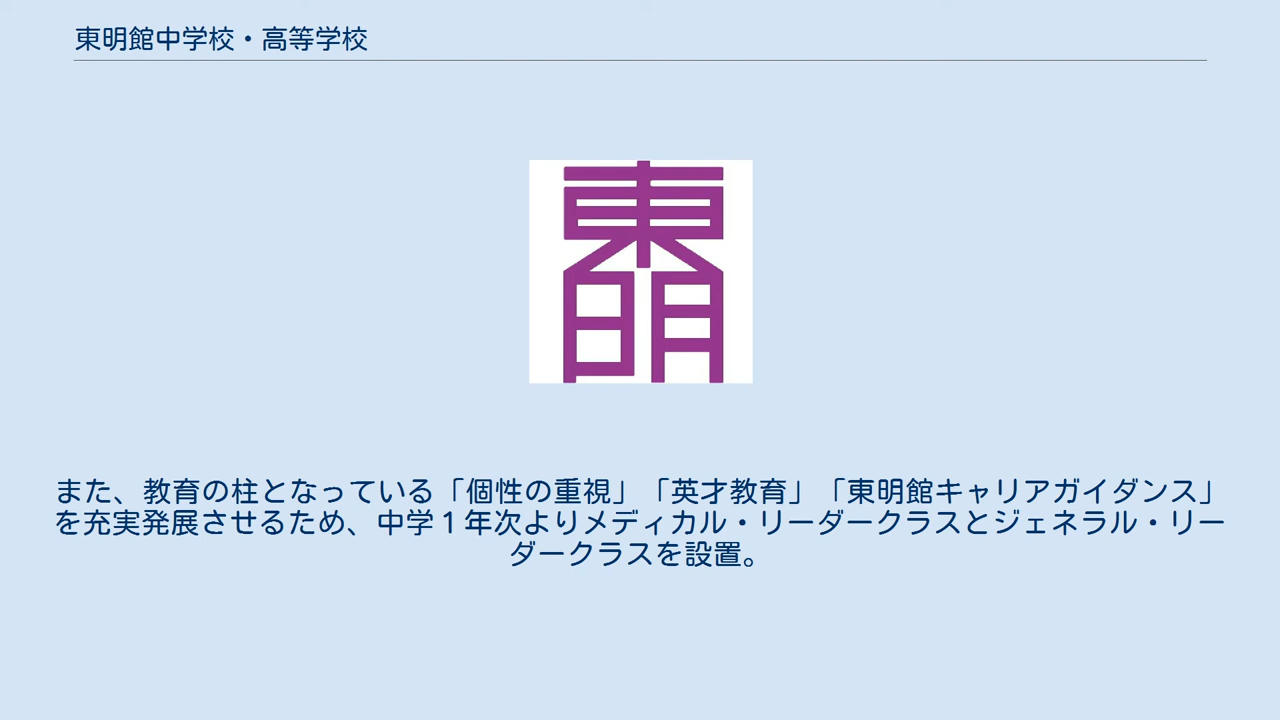 東明館中学校・高等学校
東明
また、教育の柱となっている「個性の重視」「英才教育」「東明館キャリアガイダンス」
を充実発展させるため、中学１年次よりメディカル・リーダークラスとジェネラル・リー
ダークラスを設置。